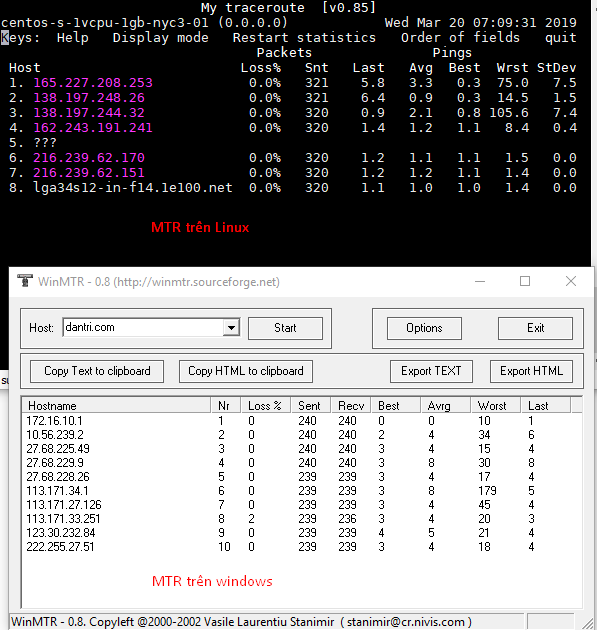 My traceroute [v0.85]
centos-s-1vcpu-1gb-nyc3-01 (0.0.0.0) Wed Mar 20 07:09:31 2019
Keys: Help Display mode Restart statistics Order of fields quit
Packets Pings
Host Loss% Snt Last Avg Best Wrst StDev
1. 165.227.208.253 0.0% 321 5.8 3.3 0.3 75.0 7.5
2. 138.197.248.26 0.0% 321 6.4 0.9 0.3 14.5 1.5
3. 138.197.244.32 0.0% 320 0.9 2.1 0.8 105.6 7.4
4. 162.243.191.241 0.0% 320 1.4 1.2 1.1 8.4 0.4
5. ???
6. 216.239.62.170 0.0% 320 1.2 1.1 1.1 1.5 0.0
7. 216.239.62.151 0.0% 320 1.2 1.2 1.1 1.4 0.0
8. lga34s12-in-f14.1e100.net 0.0% 320 1.1 1.0 1.0 1.4 0.0
MTR trên Linux
WinMTR - 0.8 (http://winmtr.sourceforge.net)
Host: dantri.com Start Options Exit
Copy Text to clipboard Copy HTML to clipboard Export TEXT Export HTML
Hostname Nr Loss % Sent Recv Best Avrg Worst Last
172.16.10.1 1 0 240 240 0 0 10 1
10.56.239.2 2 0 240 240 2 4 34 6
27.68.225.49 3 0 240 240 3 4 15 4
27.68.229.9 4 0 240 240 3 8 30 8
27.68.228.26 5 0 239 239 3 4 17 4
113.171.34.1 6 0 239 239 3 8 179 5
113.171.27.126 7 0 239 239 3 4 45 4
113.171.33.251 8 2 239 236 3 4 20 3
123.30.232.84 9 0 239 239 4 5 21 4
222.255.27.51 10 0 239 239 3 4 18 4
MTR trên windows
WinMTR - 0.8. Copyleft @2000-2002 Vasile Laurentiu Stanimir ( stanimir@cr.nivis.com )